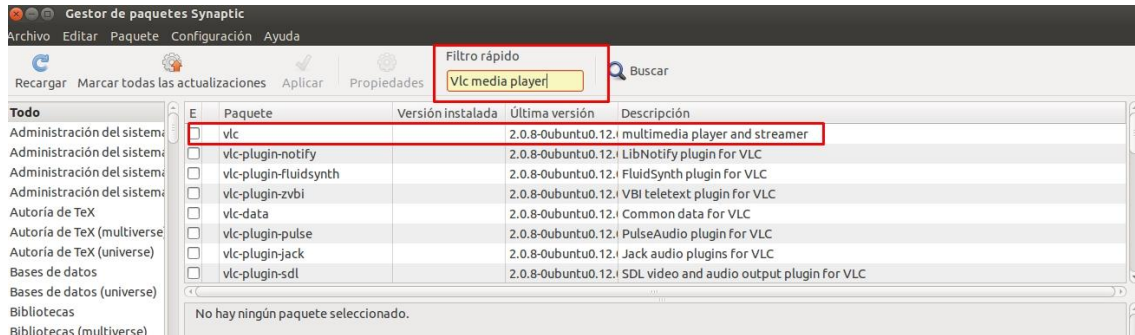 Gestor de paquetes Synaptic
Archivo Editar Paquete Configuración Ayuda
Recargar Marcar todas las actualizaciones Aplicar Propiedades
Filtro rápido
Vlc media player
Buscar
Todo
Administración del sistema
Administración del sistema
Administración del sistema
Administración del sistema
Autoría de TeX
Autoría de TeX (multiverse
Autoría de TeX (universe)
Bases de datos
Bases de datos (universe)
Bibliotecas
Bibliotecas (multiverse)
E Paquete Versión instalada Última versión Descripción
vlc 2.0.8-0ubuntu0.12. multimedia player and streamer
vlc-plugin-notify 2.0.8-0ubuntu0.12. LibNotify plugin for VLC
vlc-plugin-fluidsynth 2.0.8-0ubuntu0.12. FluidSynth plugin for VLC
vlc-plugin-zvbi 2.0.8-0ubuntu0.12. VBI teletext plugin for VLC
vlc-data 2.0.8-0ubuntu0.12. Common data for VLC
vlc-plugin-pulse 2.0.8-0ubuntu0.12. PulseAudio plugin for VLC
vlc-plugin-jack 2.0.8-0ubuntu0.12. Jack audio plugins for VLC
vlc-plugin-sdl 2.0.8-0ubuntu0.12. SDL video and audio output plugin for VLC
No hay ningún paquete seleccionado.